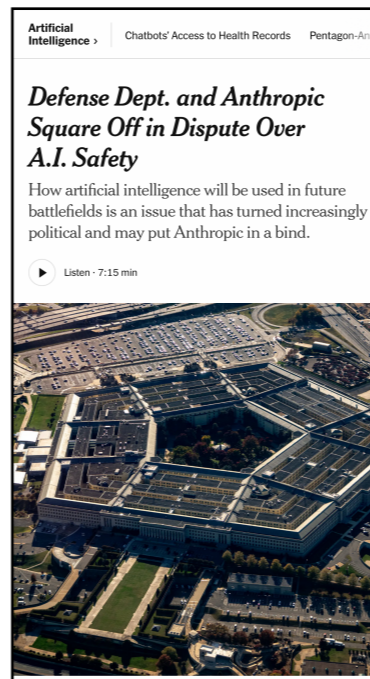 Artificial
Intelligence ›
Chatbots' Access to Health Records
Pentagon-An
Defense Dept. and Anthropic
Square Off in Dispute Over
A.I. Safety
How artificial intelligence will be used in future
battlefields is an issue that has turned increasingly
political and may put Anthropic in a bind.
Listen · 7:15 min